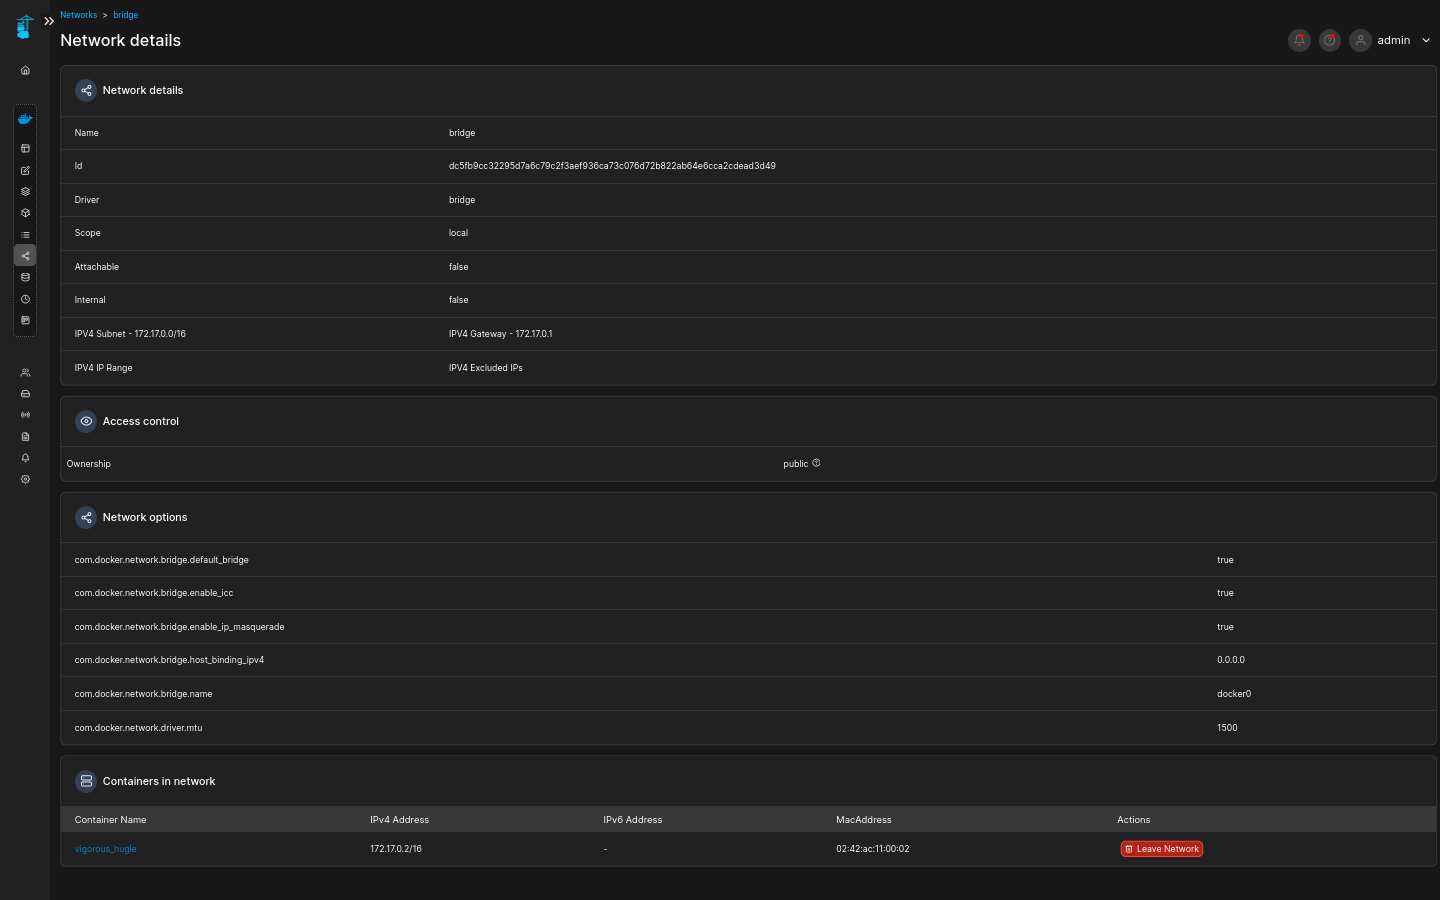 Networks > bridge
Network details
admin
Network details
Name bridge
Id dc5fb9cc32295d7a6c79c2f3aef936ca73c076d72b822ab64e6cca2cdead3d49
Driver bridge
Scope local
Attachable false
Internal false
IPV4 Subnet - 172.17.0.0/16 IPV4 Gateway - 172.17.0.1
IPV4 IP Range IPV4 Excluded IPs
Access control
Ownership public
Network options
com.docker.network.bridge.default_bridge true
com.docker.network.bridge.enable_icc true
com.docker.network.bridge.enable_ip_masquerade true
com.docker.network.bridge.host_binding_ipv4 0.0.0.0
com.docker.network.bridge.name docker0
com.docker.network.driver.mtu 1500
Containers in network
Container Name IPv4 Address IPv6 Address MacAddress Actions
vigorous_hugle 172.17.0.2/16 - 02:42:ac:11:00:02 Leave Network